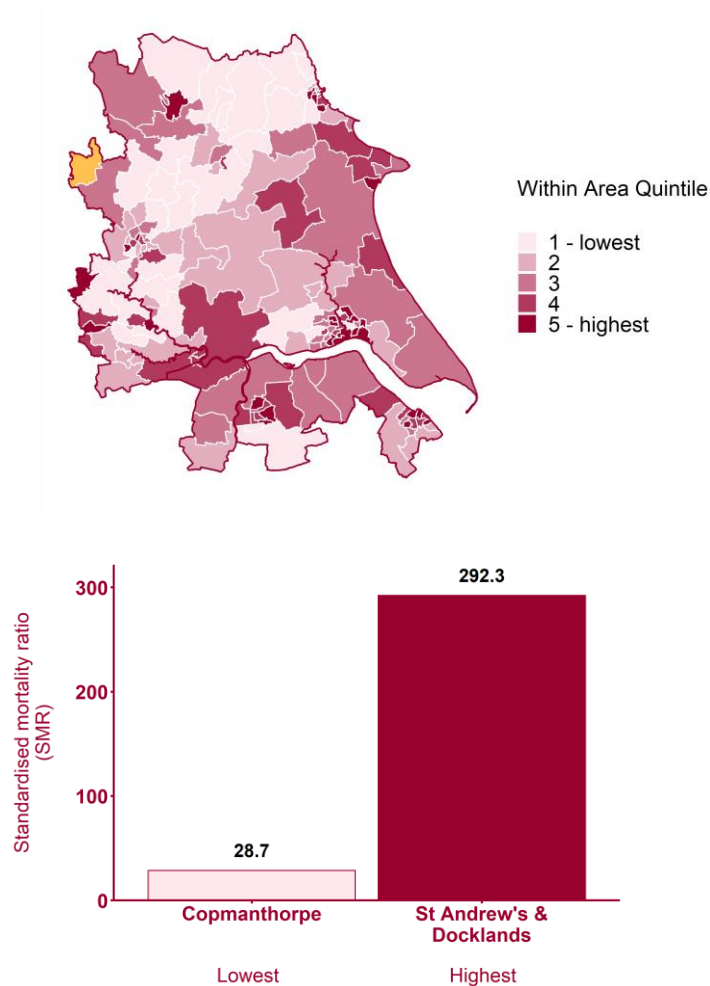 Within Area Quintile
1 - lowest
2
3
4
5 - highest
Standardised mortality ratio
(SMR)
300
200
100
0
292.3
28.7
Copmanthorpe
St Andrew's &
Docklands
Lowest
Highest